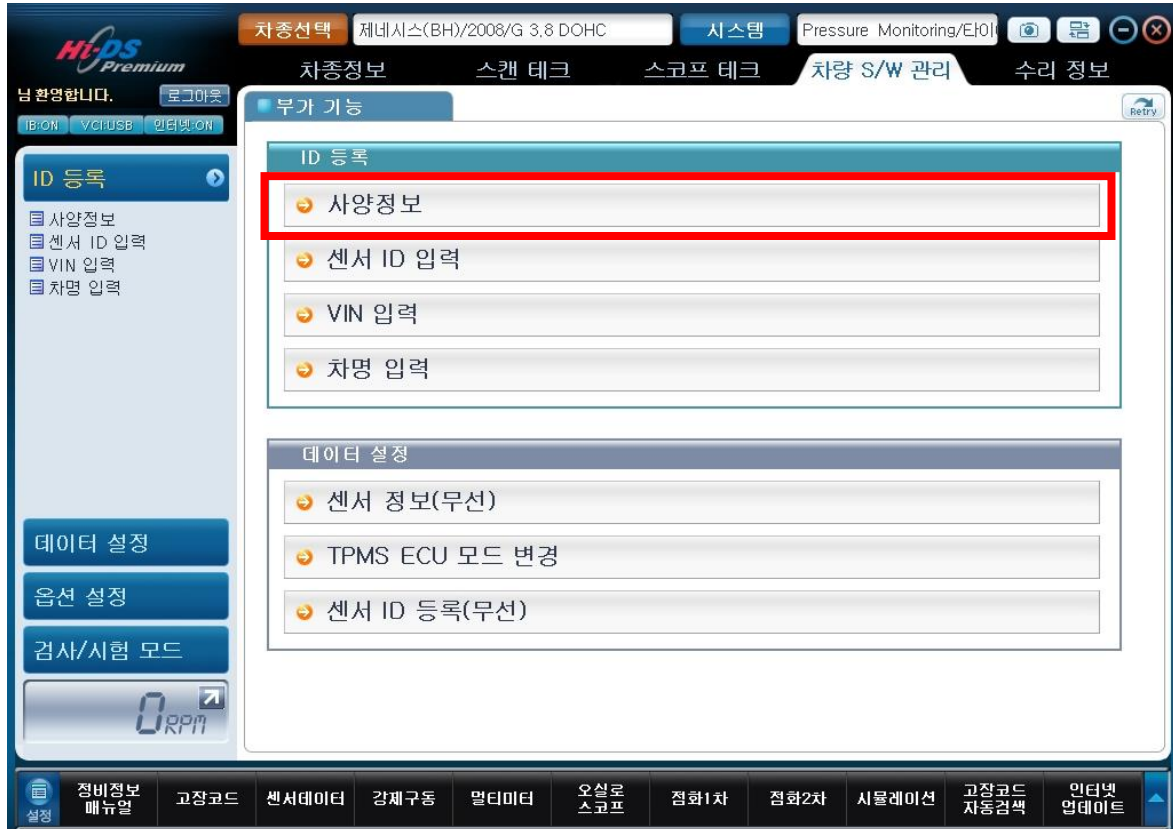 Hi-DS
Premium
차종선택 제네시스(BH)/2008/G 3.8 DOHC 시스템 Pressure Monitoring/타이
차종정보 스캔 테크 스코프 테크 차량 S/W 관리 수리 정보
님 환영합니다. 로그아웃
IB:ON VCI:USB 인터넷:ON
부가 기능
Retry
ID 등록
사양정보
센서 ID 입력
VIN 입력
차명 입력
데이터 설정
옵션 설정
검사/시험 모드
0 RPM
ID 등록
사양정보
센서 ID 입력
VIN 입력
차명 입력
데이터 설정
센서 정보(무선)
TPMS ECU 모드 변경
센서 ID 등록(무선)
설정
정비정보
매뉴얼
고장코드
센서데이터
강제구동
멀티미터
오실로
스코프
점화1차
점화2차
시뮬레이션
고장코드
자동검색
인터넷
업데이트